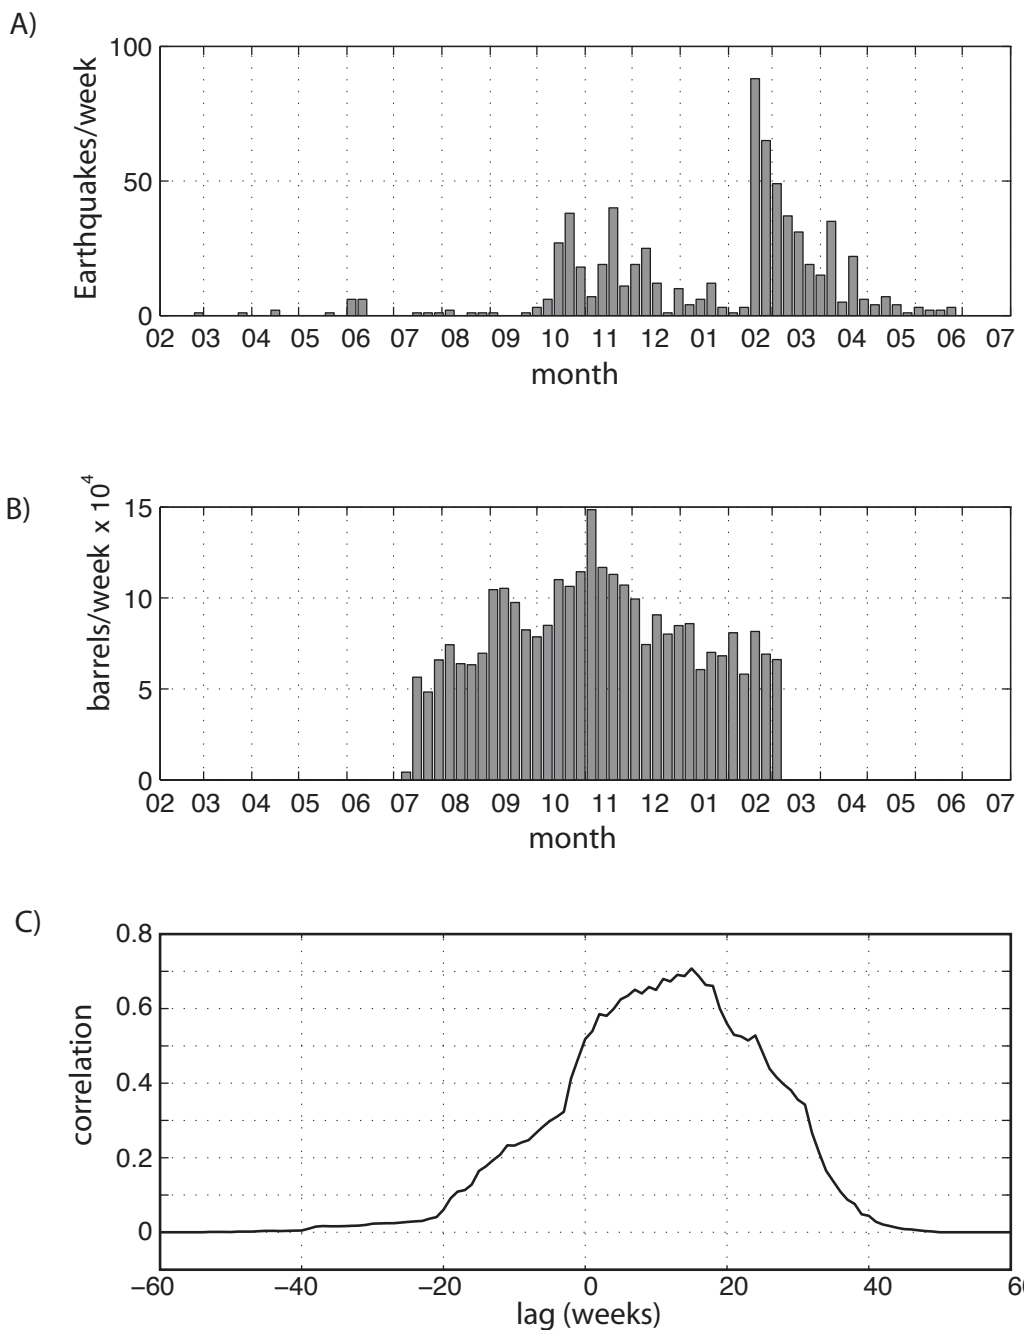 A)
Earthquakes/week
100
50
0
02 03 04 05 06 07 08 09 10 11 12 01 02 03 04 05 06 07
month
B)
barrels/week x 10⁴
15
10
5
0
02 03 04 05 06 07 08 09 10 11 12 01 02 03 04 05 06 07
month
C)
correlation
0.8
0.6
0.4
0.2
0
−60 −40 −20 0 20 40 60
lag (weeks)